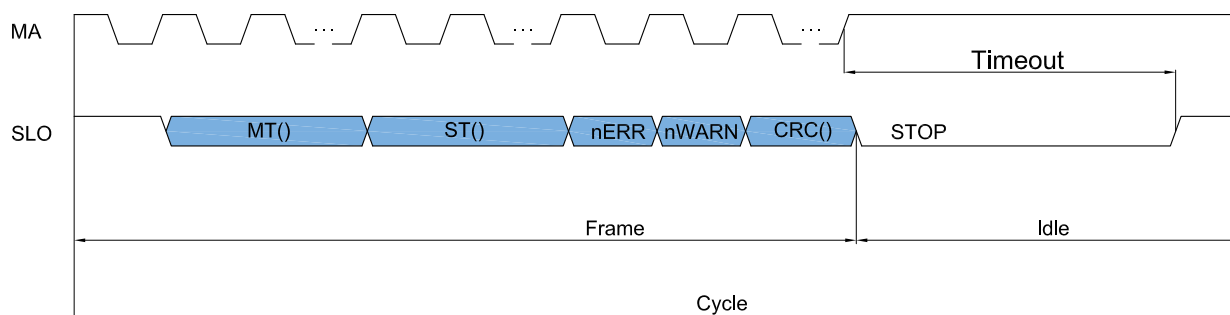 MA
... ... ...
Timeout
SLO MT() ST() nERR nWARN CRC() STOP
Frame Idle
Cycle